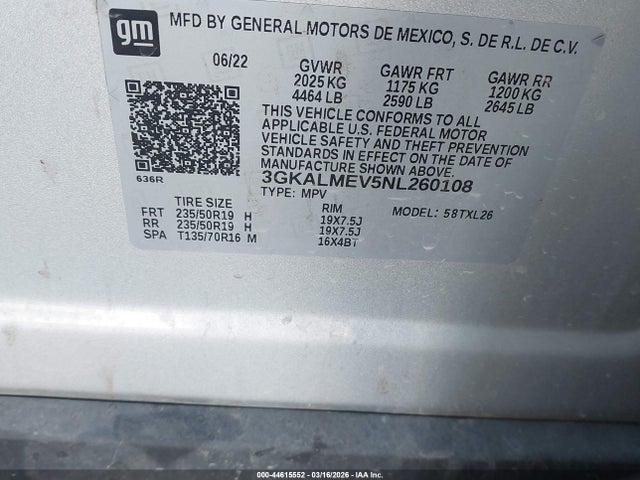 gm
MFD BY GENERAL MOTORS DE MEXICO, S. DE R.L. DE C.V.
06/22 GVWR GAWR FRT GAWR RR
2025 KG 1175 KG 1200 KG
4464 LB 2590 LB 2645 LB
THIS VEHICLE CONFORMS TO ALL
APPLICABLE U.S. FEDERAL MOTOR
VEHICLE SAFETY AND THEFT PREVENTION
STANDARDS IN EFFECT ON THE DATE OF
MANUFACTURE SHOWN ABOVE.
636R
3GKALMEV5NL260108
TYPE: MPV
TIRE SIZE RIM MODEL: 58TXL26
FRT 235/50R19 H 19X7.5J
RR 235/50R19 H 19X7.5J
SPA T135/70R16 M 16X4BT
000-44615552 | 03/16/2026 - IAA Inc.